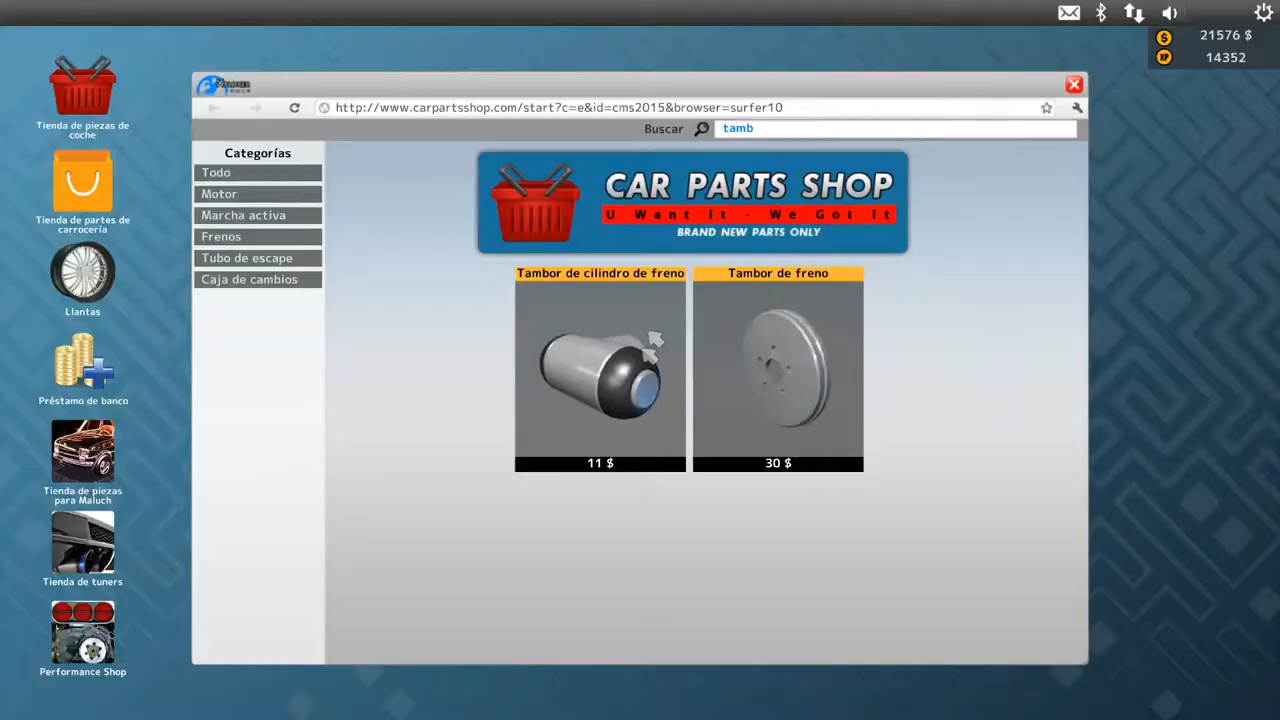 21576 $
14352
Tienda de piezas de
coche
Tienda de partes de
carrocería
Llantas
Préstamo de banco
Tienda de piezas
para Maluch
Tienda de tuners
Performance Shop
http://www.carpartsshop.com/start?c=e&id=cms2015&browser=surfer10
Buscar
tamb
Categorías
Todo
Motor
Marcha activa
Frenos
Tubo de escape
Caja de cambios
CAR PARTS SHOP
U Want It - We Got It
BRAND NEW PARTS ONLY
Tambor de cilindro de freno
11 $
Tambor de freno
30 $